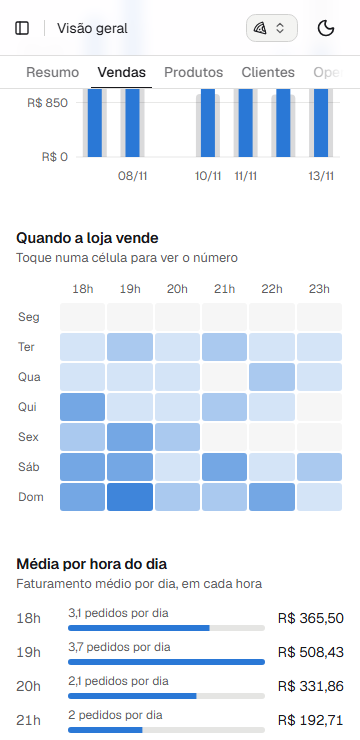 Visão geral
Resumo Vendas Produtos Clientes Ope
R$ 850
R$ 0
08/11 10/11 11/11 13/11
Quando a loja vende
Toque numa célula para ver o número
18h 19h 20h 21h 22h 23h
Seg
Ter
Qua
Qui
Sex
Sáb
Dom
Média por hora do dia
Faturamento médio por dia, em cada hora
18h 3,1 pedidos por dia R$ 365,50
19h 3,7 pedidos por dia R$ 508,43
20h 2,1 pedidos por dia R$ 331,86
21h 2 pedidos por dia R$ 192,71